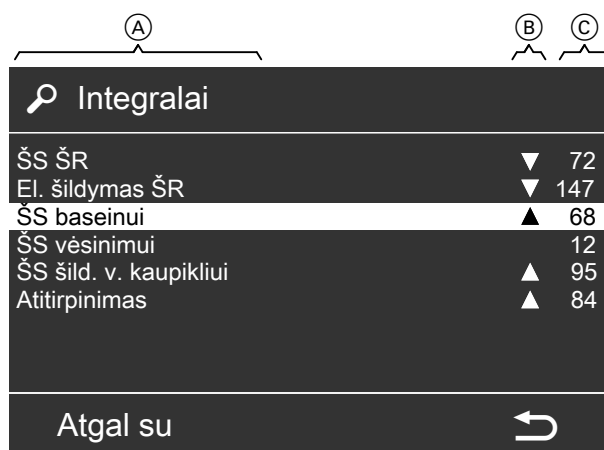 Ⓐ Ⓑ Ⓒ
Integralai
ŠS ŠR ▼ 72
El. šildymas ŠR ▼ 147
ŠS baseinui ▲ 68
ŠS vėsinimui 12
ŠS šild. v. kaupikliui ▲ 95
Atitirpinimas ▲ 84
Atgal su